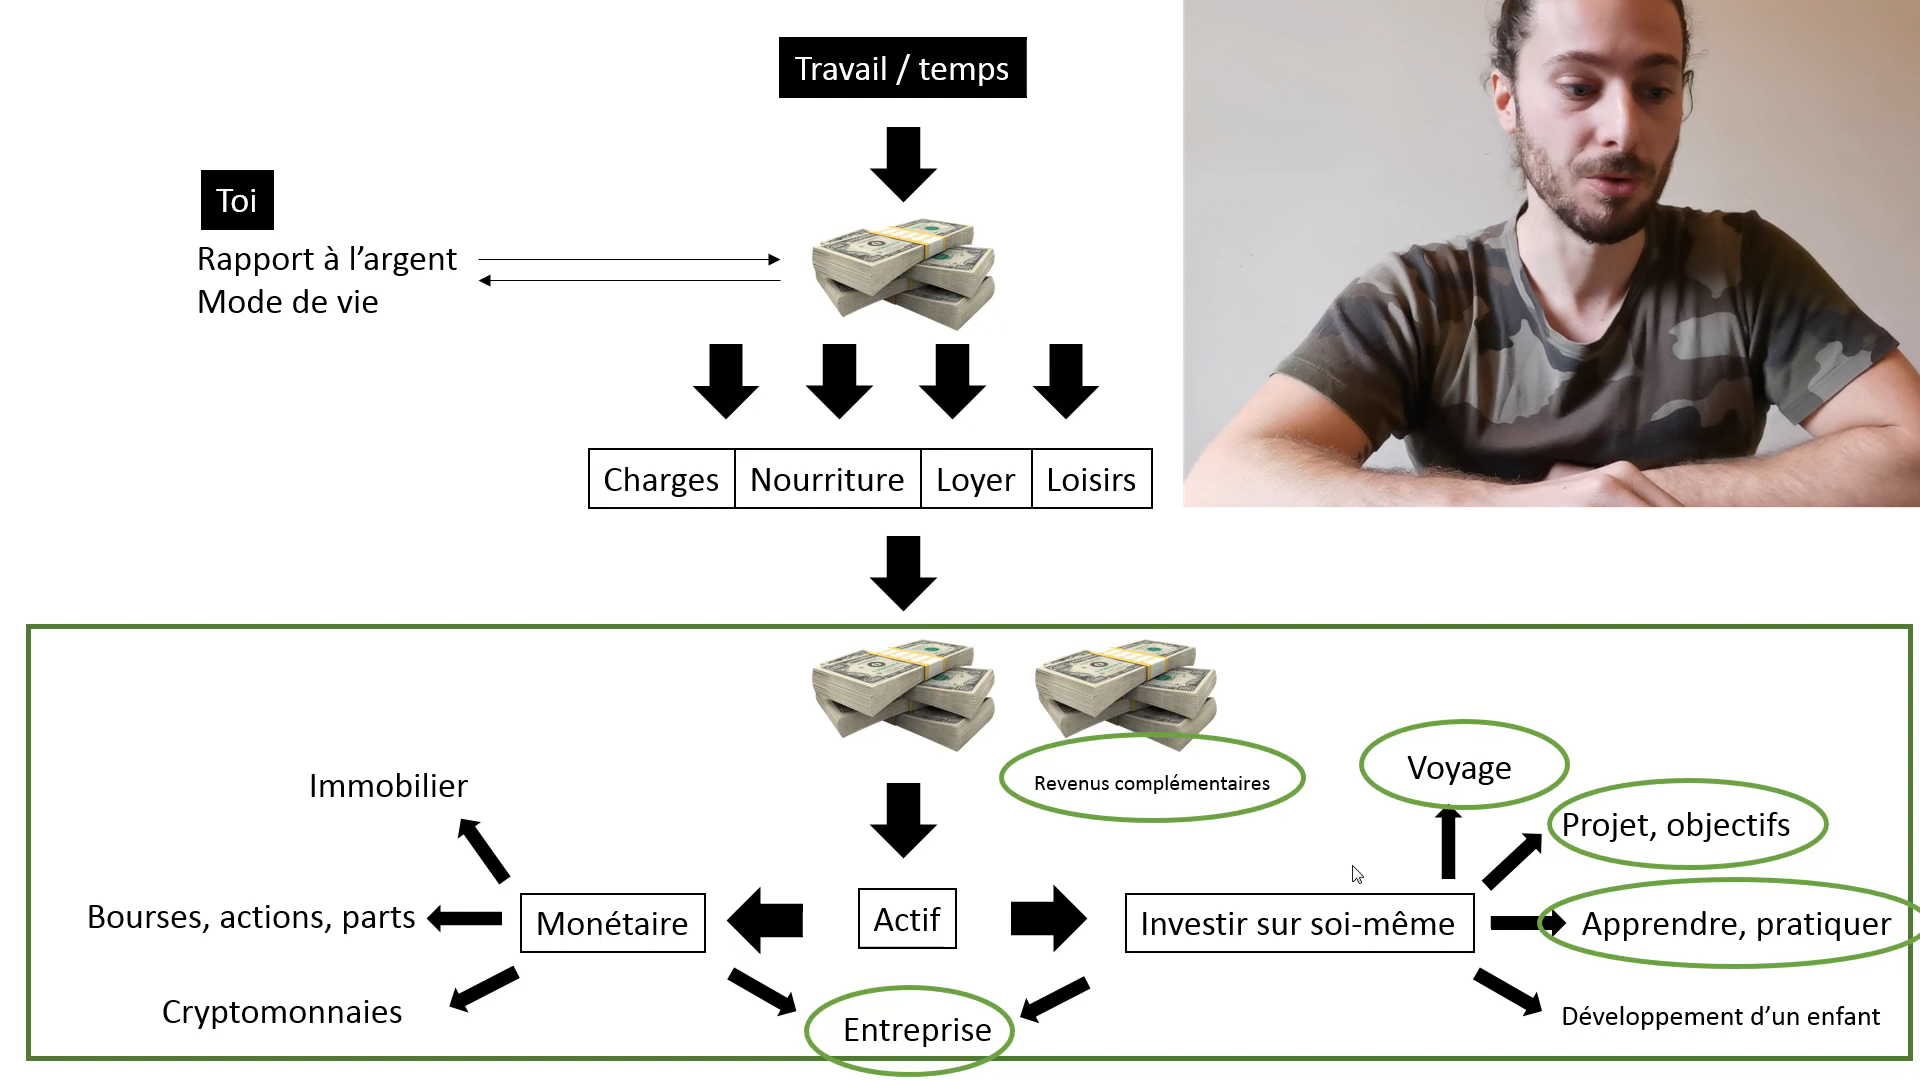 Travail / temps
Toi
Rapport à l’argent
Mode de vie
Charges
Nourriture
Loyer
Loisirs
Revenus complémentaires
Voyage
Immobilier
Projet, objectifs
Bourses, actions, parts
Monétaire
Actif
Investir sur soi-même
Apprendre, pratiquer
Cryptomonnaies
Entreprise
Développement d’un enfant